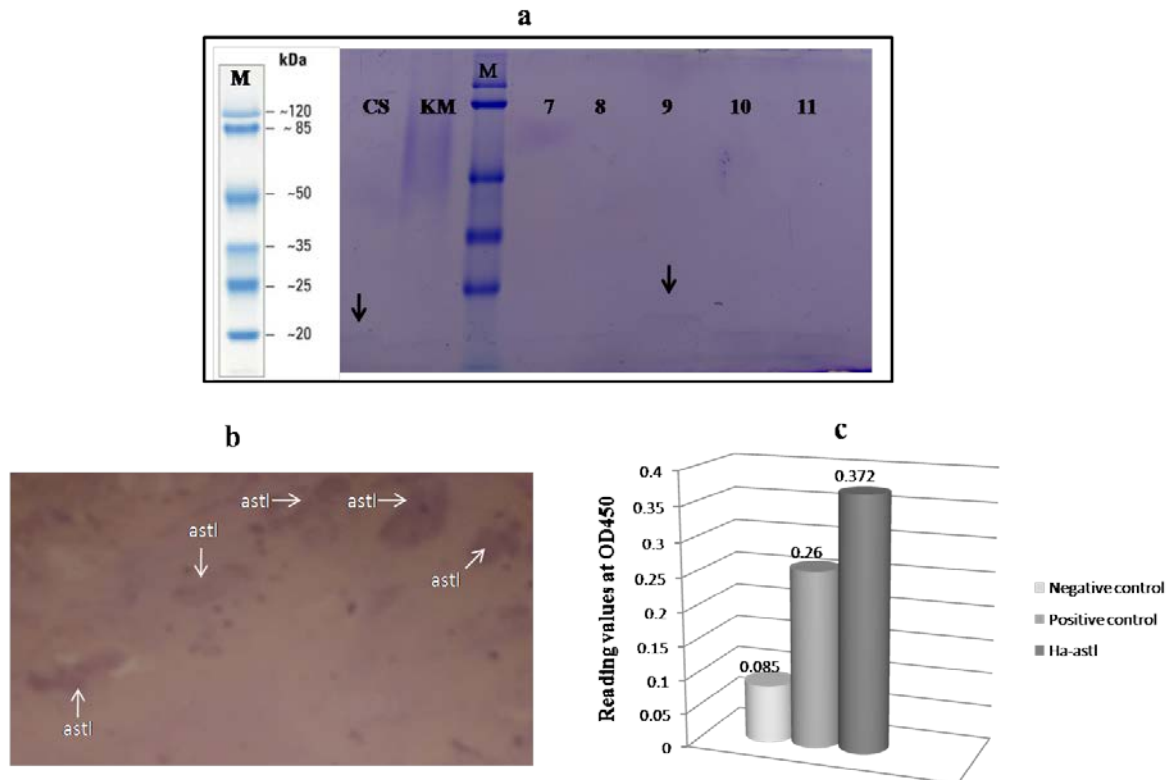 a
kDa
M
~120
~ 85
~50
~35
~25
~20
CS KM M 7 8 9 10 11
b
astl
astl
astl
astl
astl
c
Reading values at OD450
0.4
0.35
0.3
0.25
0.2
0.15
0.1
0.05
0
0.085
0.26
0.372
Negative control
Positive control
Ha-astl